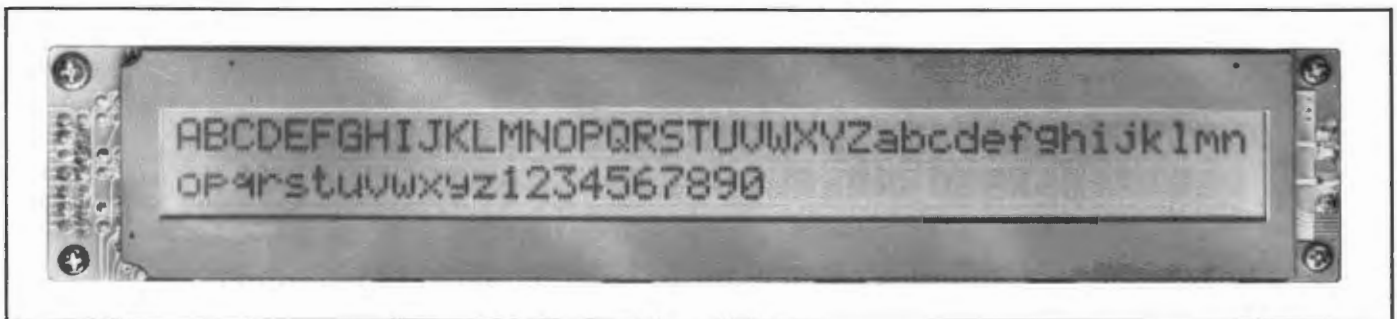 ABCDEFGHIJKLMNOPQRSTUVWXYZabcdefghijklmn
opqrstuvwxyz1234567890